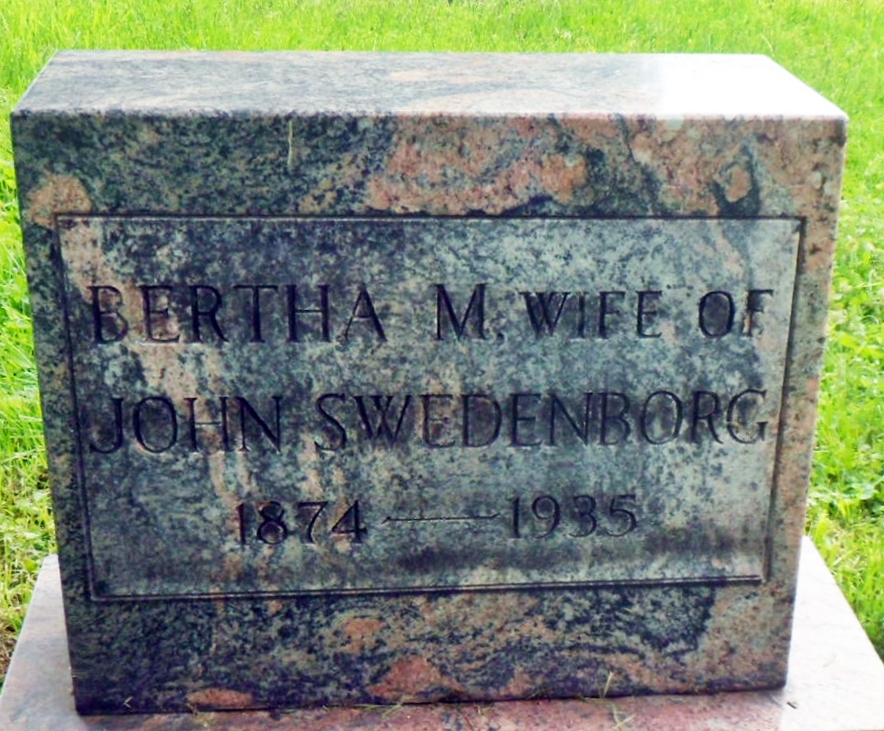 BERTHA M. WIFE OF
JOHN SWEDENBORG
1874 — 1935